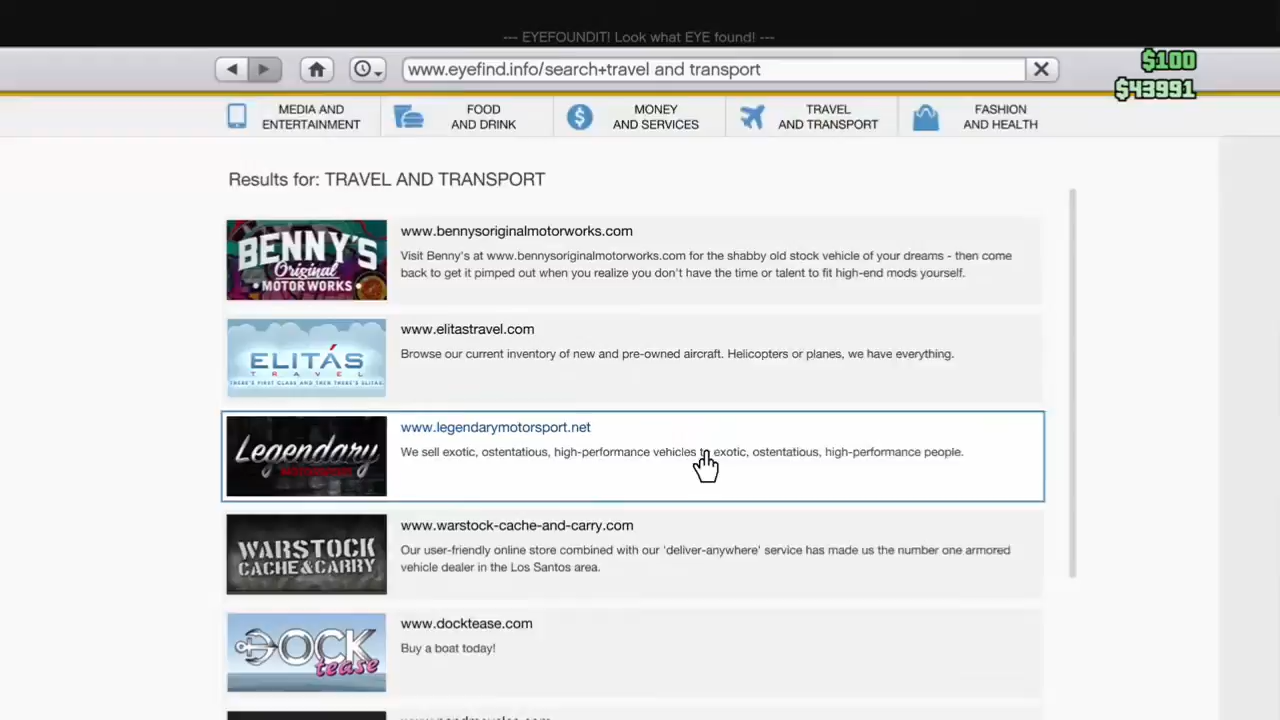 --- EYEFOUNDIT! Look what EYE found! ---
www.eyefind.info/search+travel and transport
$100
$43991
MEDIA AND
ENTERTAINMENT
FOOD
AND DRINK
MONEY
AND SERVICES
TRAVEL
AND TRANSPORT
FASHION
AND HEALTH
Results for: TRAVEL AND TRANSPORT
BENNY'S
Original
MOTOR WORKS
www.bennysoriginalmotorworks.com
Visit Benny's at www.bennysoriginalmotorworks.com for the shabby old stock vehicle of your dreams - then come
back to get it pimped out when you realize you don't have the time or talent to fit high-end mods yourself.
ELITÁS
TRAVEL
THERE'S FIRST CLASS AND THEN THERE'S ELITAS.
www.elitastravel.com
Browse our current inventory of new and pre-owned aircraft. Helicopters or planes, we have everything.
Legendary
www.legendarymotorsport.net
We sell exotic, ostentatious, high-performance vehicles to exotic, ostentatious, high-performance people.
WARSTOCK
CACHE&CARRY
www.warstock-cache-and-carry.com
Our user-friendly online store combined with our 'deliver-anywhere' service has made us the number one armored
vehicle dealer in the Los Santos area.
DOCK
tease
www.docktease.com
Buy a boat today!